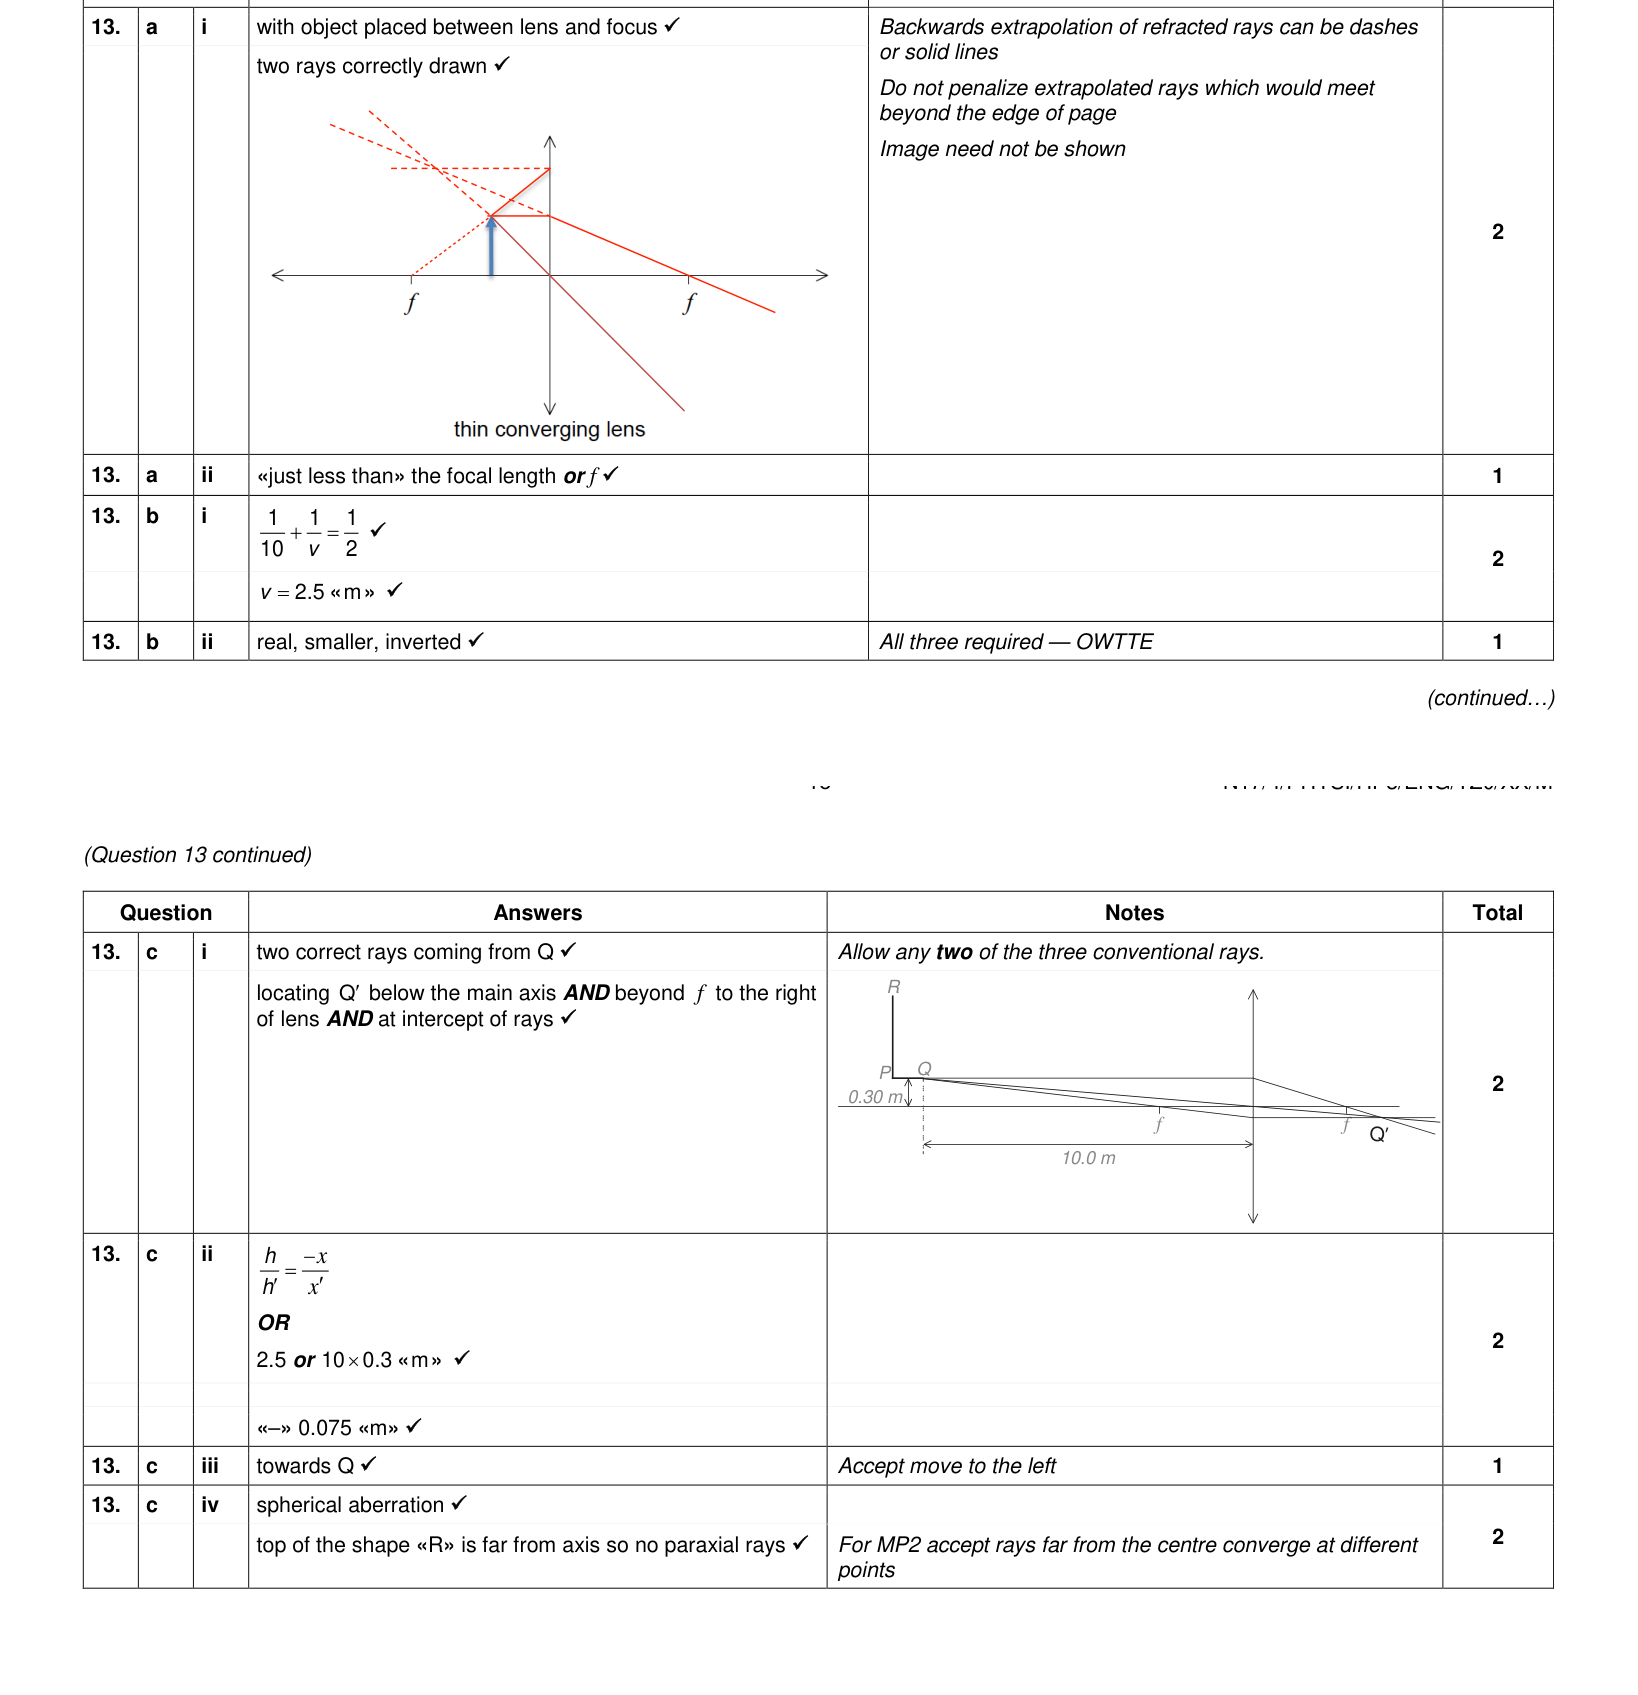 13. a i with object placed between lens and focus ✓ Backwards extrapolation of refracted rays can be dashes
or solid lines
two rays correctly drawn ✓
Do not penalize extrapolated rays which would meet
beyond the edge of page
Image need not be shown
2
f f
thin converging lens
13. a ii «just less than» the focal length or f ✓ 1
13. b i 1/10 + 1/v = 1/2 ✓
2
v = 2.5 «m» ✓
13. b ii real, smaller, inverted ✓ All three required — OWTTE 1
(continued…)
(Question 13 continued)
Question Answers Notes Total
13. c i two correct rays coming from Q ✓ Allow any two of the three conventional rays.
locating Q′ below the main axis AND beyond f to the right
of lens AND at intercept of rays ✓
R
P Q
0.30 m
f f Q′
10.0 m
2
13. c ii h/h′ = −x/x′
OR
2.5 or 10×0.3 «m» ✓
2
«–» 0.075 «m» ✓
13. c iii towards Q ✓ Accept move to the left 1
13. c iv spherical aberration ✓
2
top of the shape «R» is far from axis so no paraxial rays ✓ For MP2 accept rays far from the centre converge at different
points